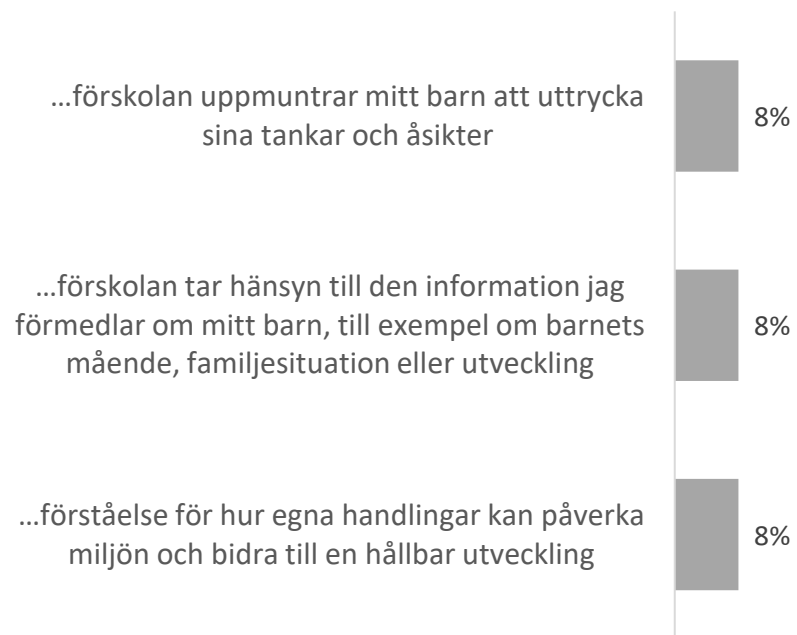 ...förskolan uppmuntrar mitt barn att uttrycka
sina tankar och åsikter
8%
...förskolan tar hänsyn till den information jag
förmedlar om mitt barn, till exempel om barnets
mående, familjesituation eller utveckling
8%
...förståelse för hur egna handlingar kan påverka
miljön och bidra till en hållbar utveckling
8%